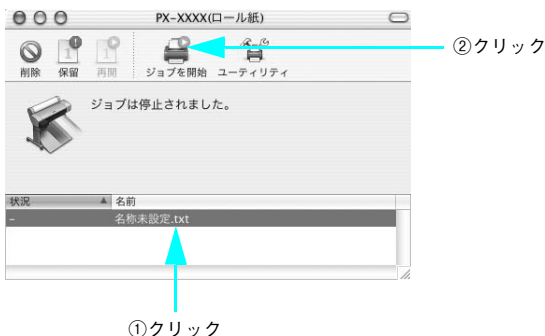 PX-XXXX(ロール紙)
削除 保留 再開 ジョブを開始 ユーティリティ
②クリック
ジョブは停止されました。
状況 名前
- 名称未設定.txt
①クリック